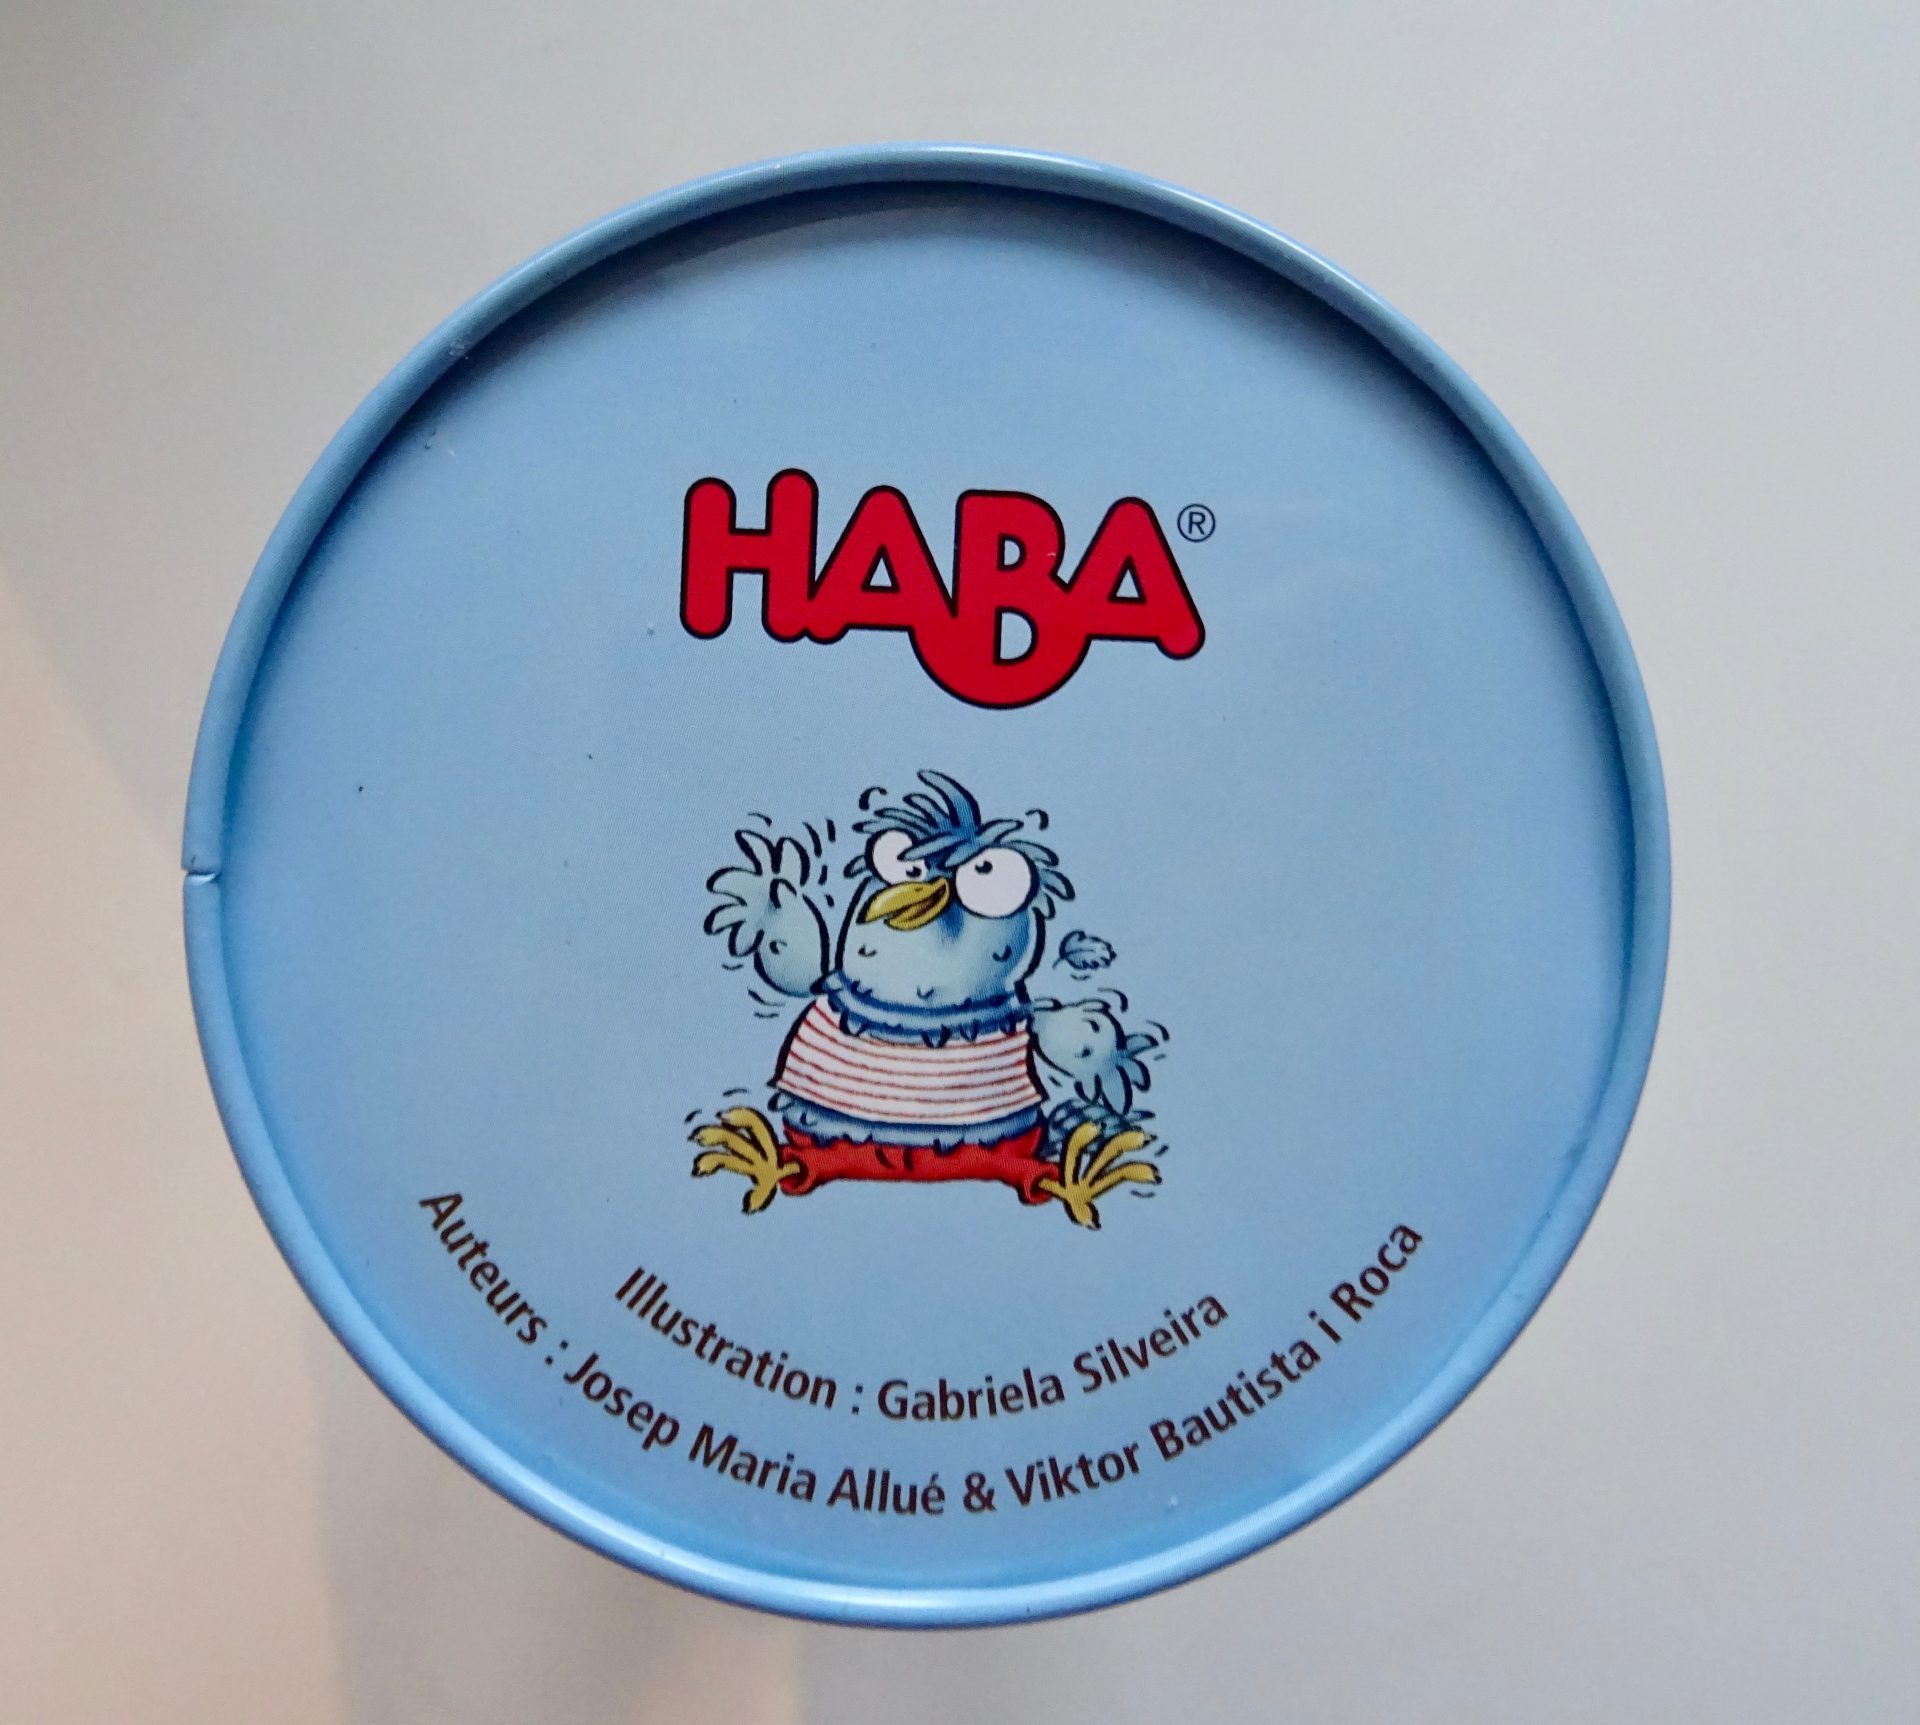 HABA®
Illustration : Gabriela Silveira
Auteurs : Josep Maria Allué & Viktor Bautista i Roca